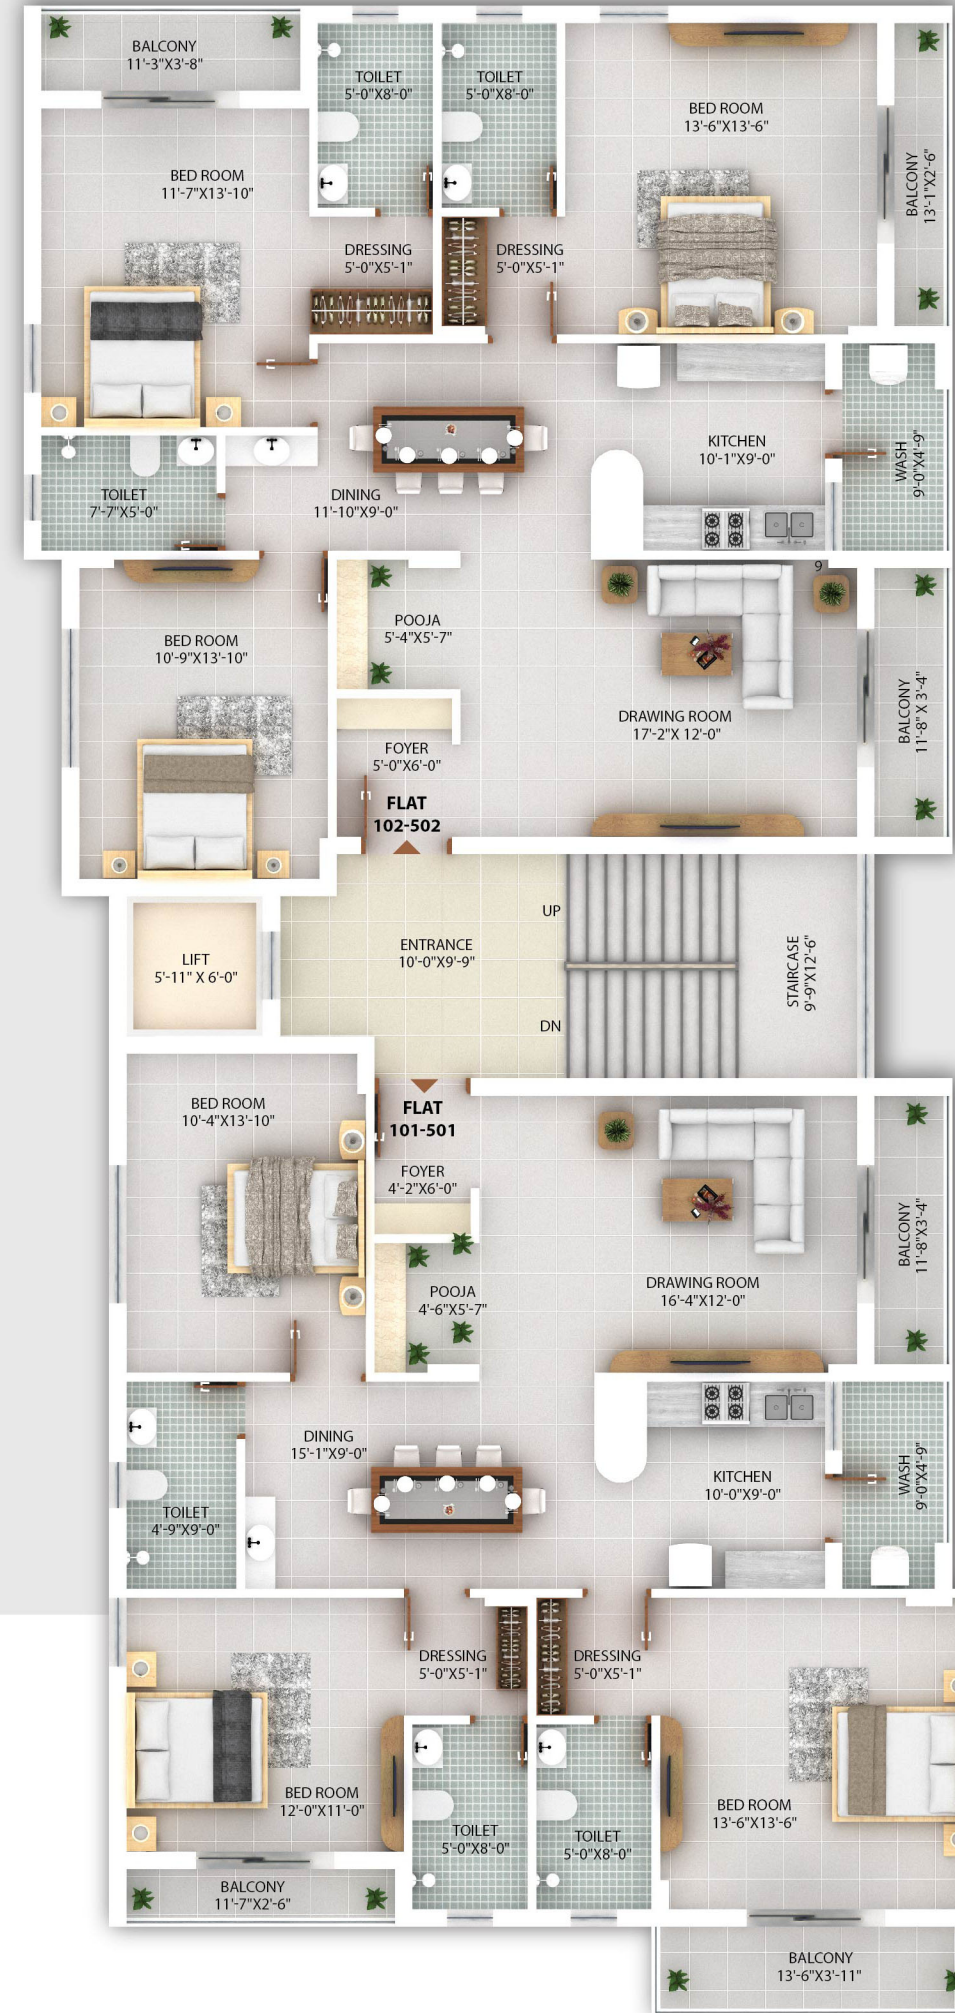 BALCONY
11'-3"X3'-8"
TOILET
5'-0"X8'-0"
TOILET
5'-0"X8'-0"
BED ROOM
13'-6"X13'-6"
BALCONY
13'-1"X2'-6"
BED ROOM
11'-7"X13'-10"
DRESSING
5'-0"X5'-1"
DRESSING
5'-0"X5'-1"
KITCHEN
10'-1"X9'-0"
WASH
9'-0"X4'-9"
TOILET
7'-7"X5'-0"
DINING
11'-10"X9'-0"
9
POOJA
5'-4"X5'-7"
BED ROOM
10'-9"X13'-10"
DRAWING ROOM
17'-2"X 12'-0"
BALCONY
11'-8" X 3'-4"
FOYER
5'-0"X6'-0"
FLAT
102-502
UP
ENTRANCE
10'-0"X9'-9"
LIFT
5'-11" X 6'-0"
STAIRCASE
9'-9"X12'-6"
DN
BED ROOM
10'-4"X13'-10"
FLAT
101-501
FOYER
4'-2"X6'-0"
BALCONY
11'-8"X3'-4"
POOJA
4'-6"X5'-7"
DRAWING ROOM
16'-4"X12'-0"
DINING
15'-1"X9'-0"
KITCHEN
10'-0"X9'-0"
WASH
9'-0"X4'-9"
TOILET
4'-9"X9'-0"
DRESSING
5'-0"X5'-1"
DRESSING
5'-0"X5'-1"
BED ROOM
12'-0"X11'-0"
BED ROOM
13'-6"X13'-6"
TOILET
5'-0"X8'-0"
TOILET
5'-0"X8'-0"
BALCONY
11'-7"X2'-6"
BALCONY
13'-6"X3'-11"